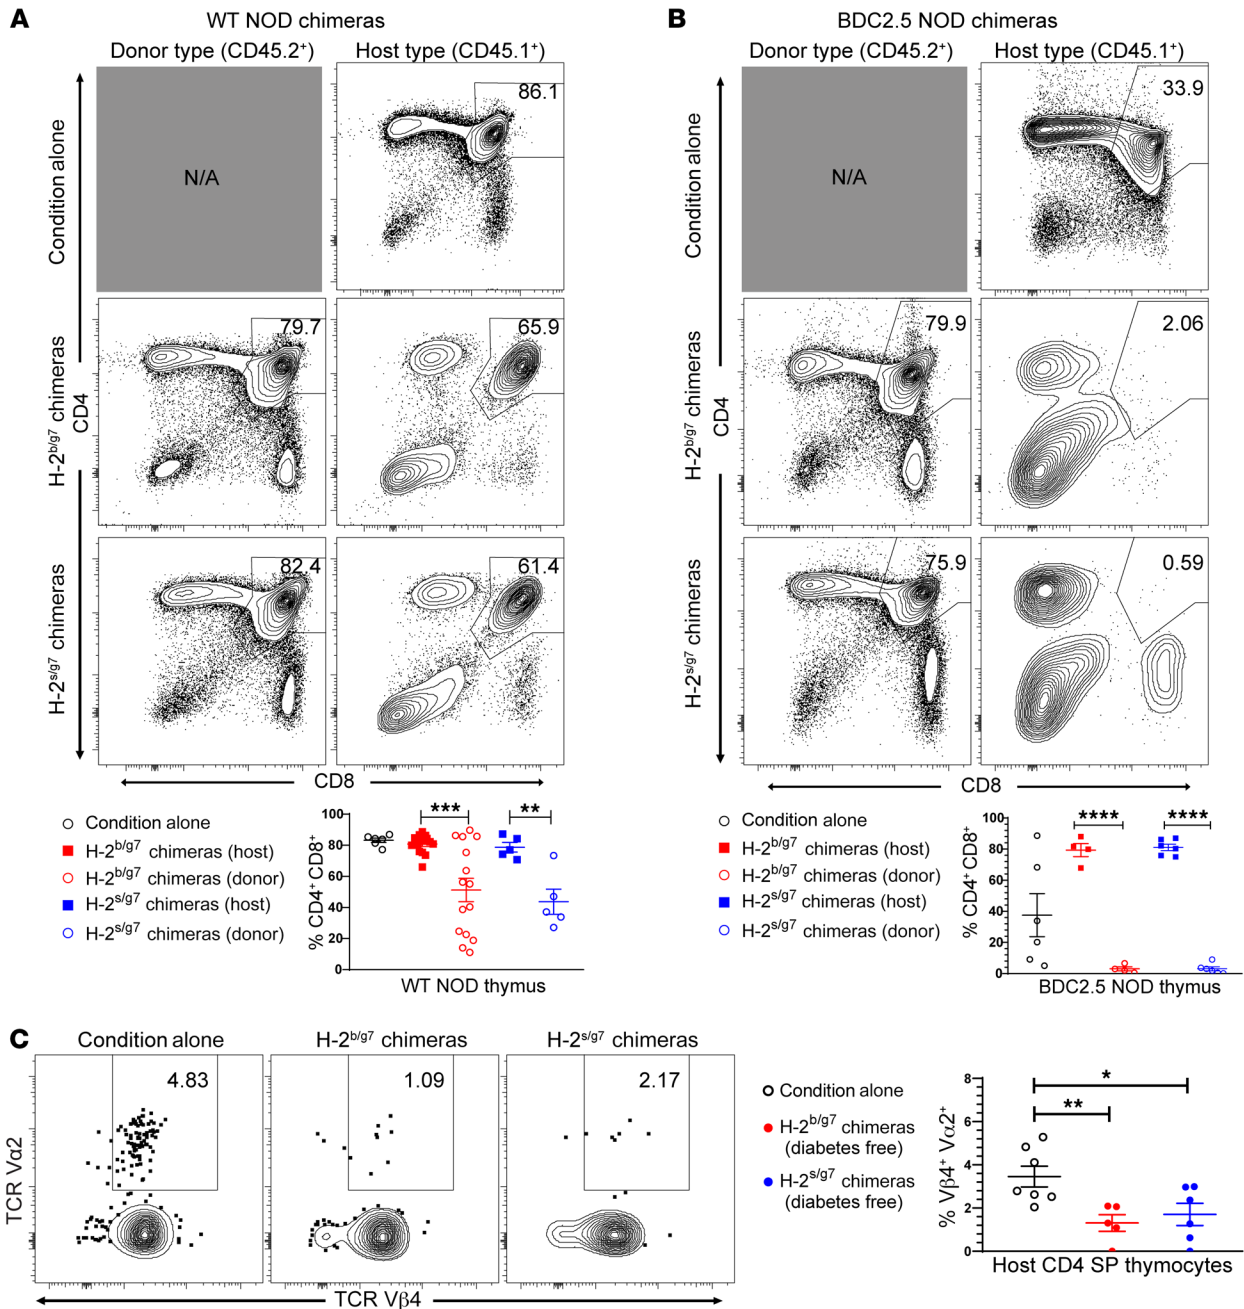 A
WT NOD chimeras
Donor type (CD45.2⁺)
Host type (CD45.1⁺)
Condition alone
N/A
86.1
H-2ᵇ/ᵍ⁷ chimeras
CD4
79.7
65.9
H-2ˢ/ᵍ⁷ chimeras
82.4
61.4
CD8
Condition alone
H-2ᵇ/ᵍ⁷ chimeras (host)
H-2ᵇ/ᵍ⁷ chimeras (donor)
H-2ˢ/ᵍ⁷ chimeras (host)
H-2ˢ/ᵍ⁷ chimeras (donor)
% CD4⁺ CD8⁺
100
80
60
40
20
0
***
**
WT NOD thymus
B
BDC2.5 NOD chimeras
Donor type (CD45.2⁺)
Host type (CD45.1⁺)
Condition alone
N/A
33.9
H-2ᵇ/ᵍ⁷ chimeras
CD4
79.9
2.06
H-2ˢ/ᵍ⁷ chimeras
75.9
0.59
CD8
Condition alone
H-2ᵇ/ᵍ⁷ chimeras (host)
H-2ᵇ/ᵍ⁷ chimeras (donor)
H-2ˢ/ᵍ⁷ chimeras (host)
H-2ˢ/ᵍ⁷ chimeras (donor)
% CD4⁺ CD8⁺
100
80
60
40
20
0
****
****
BDC2.5 NOD thymus
C
Condition alone
H-2ᵇ/ᵍ⁷ chimeras
H-2ˢ/ᵍ⁷ chimeras
TCR Vα2
4.83
1.09
2.17
TCR Vβ4
Condition alone
H-2ᵇ/ᵍ⁷ chimeras
(diabetes free)
H-2ˢ/ᵍ⁷ chimeras
(diabetes free)
% Vβ4⁺ Vα2⁺
8
6
4
2
0
*
**
Host CD4 SP thymocytes